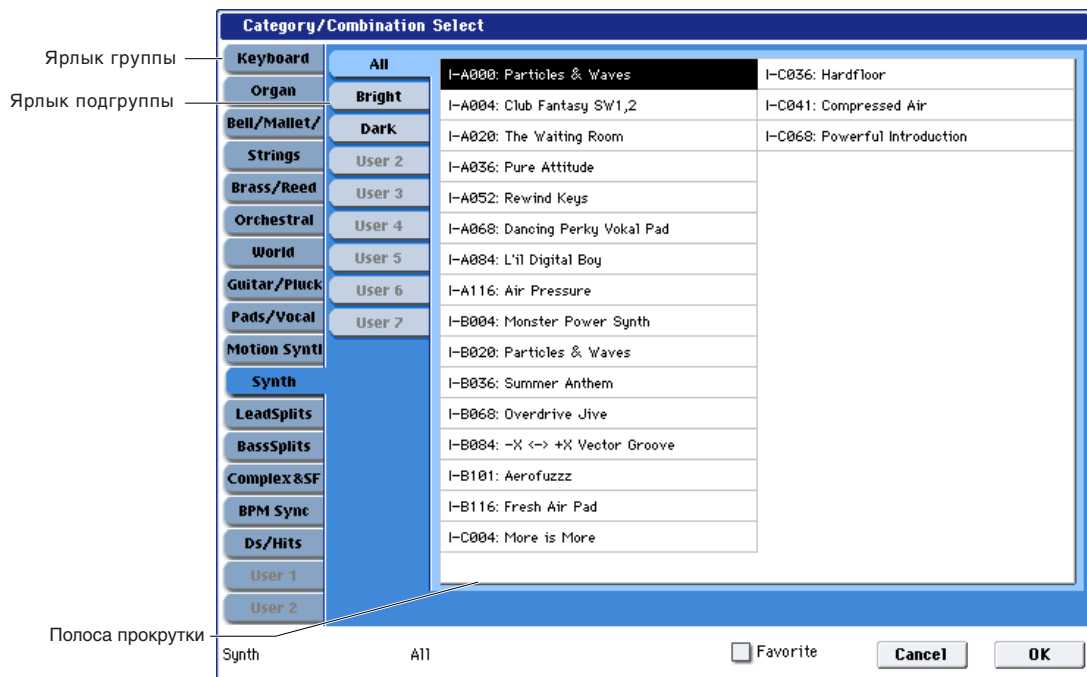 Category/Combination Select
Ярлык группы
Ярлык подгруппы
Полоса прокрутки
Keyboard
Organ
Bell/Mallet/
Strings
Brass/Reed
Orchestral
World
Guitar/Pluck
Pads/Vocal
Motion Syntl
Synth
LeadSplits
BassSplits
Complex&SF
BPM Sync
Ds/Hits
User 1
User 2
All
Bright
Dark
User 2
User 3
User 4
User 5
User 6
User 7
I-A000: Particles & Waves
I-A004: Club Fantasy SW1,2
I-A020: The Waiting Room
I-A036: Pure Attitude
I-A052: Rewind Keys
I-A068: Dancing Perky Vokal Pad
I-A084: L'il Digital Boy
I-A116: Air Pressure
I-B004: Monster Power Synth
I-B020: Particles & Waves
I-B036: Summer Anthem
I-B068: Overdrive Jive
I-B084: -X <-> +X Vector Groove
I-B101: Aerofuzzz
I-B116: Fresh Air Pad
I-C004: More is More
I-C036: Hardfloor
I-C041: Compressed Air
I-C068: Powerful Introduction
Synth
All
Favorite
Cancel
OK